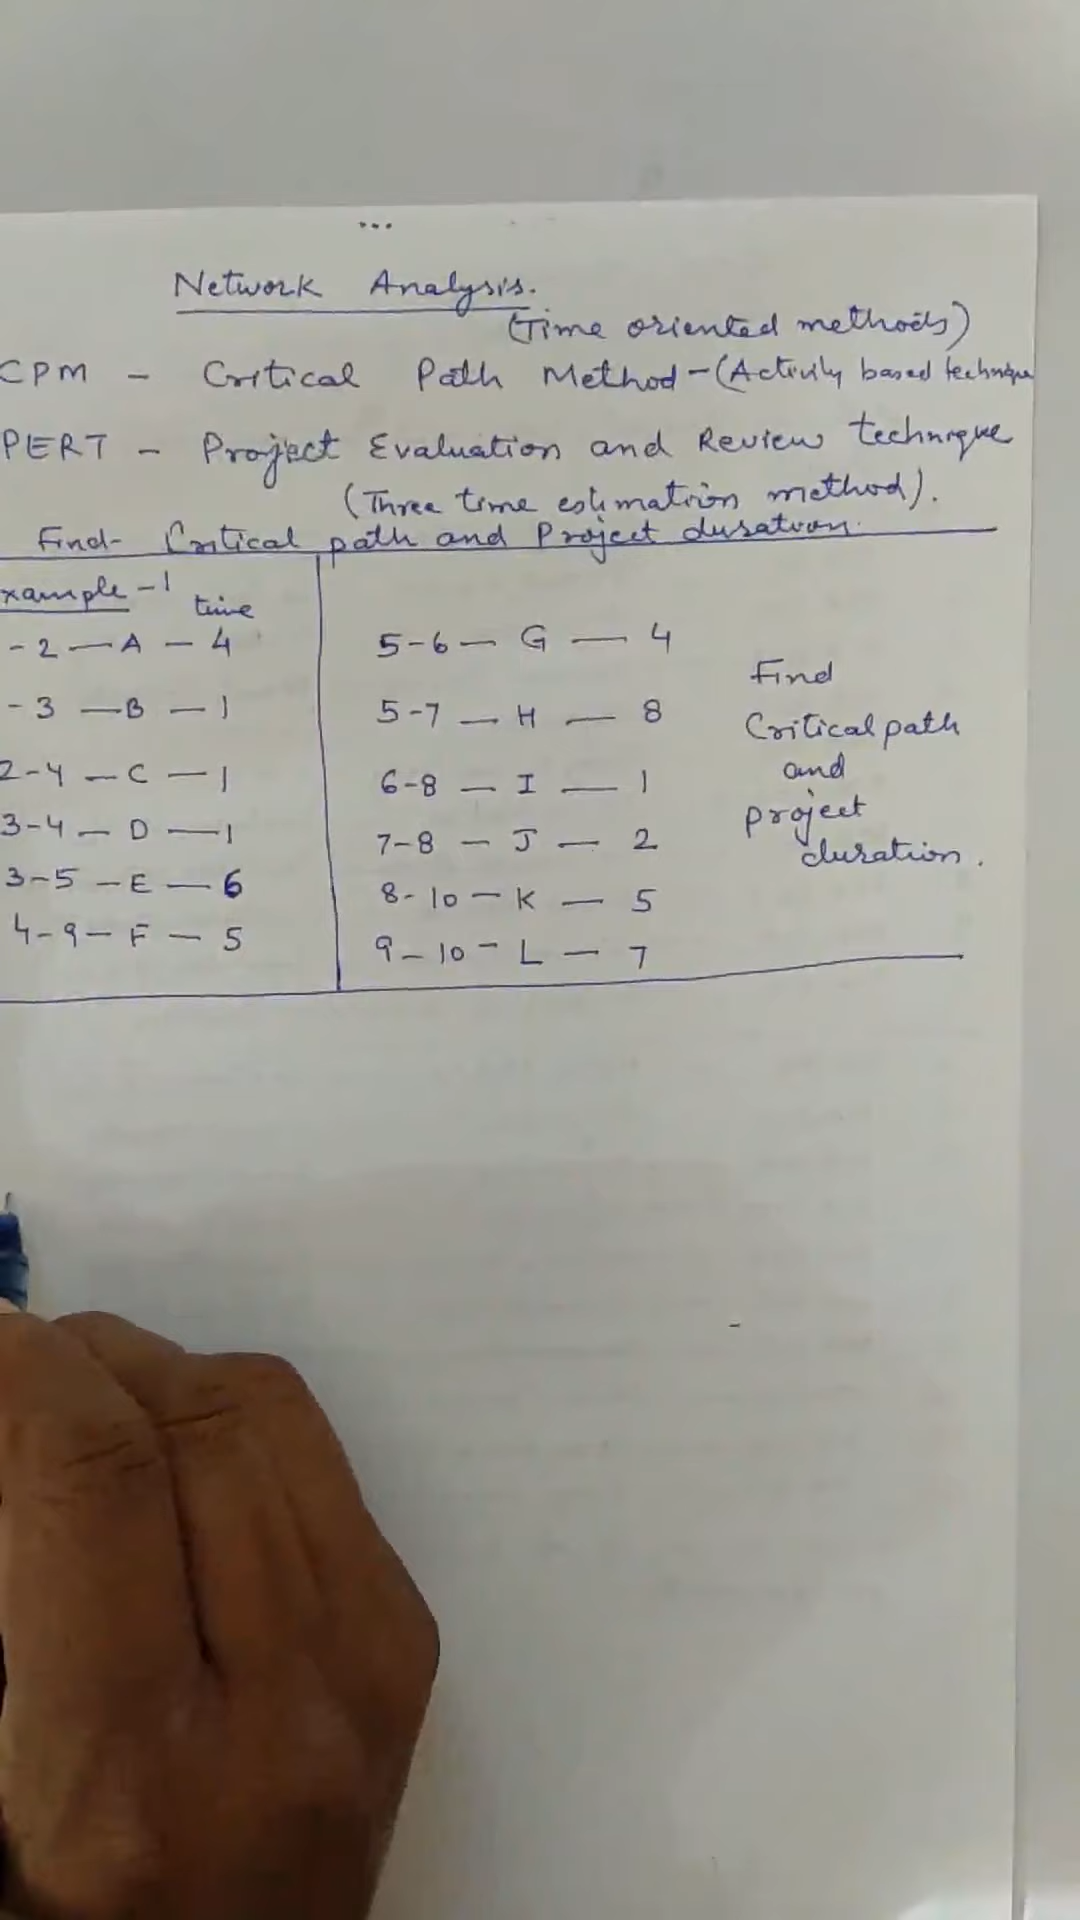 Network Analysis.
(Time oriented methods)
CPM - Critical Path Method - (Activity based technique
PERT - Project Evaluation and Review technique
(Three time estimation method).
Find- Critical path and Project duration.
xample-1 time
-2 — A — 4
-3 — B — 1
2-4 — C — 1
3-4 — D — 1
3-5 — E — 6
4-9 — F — 5
5-6 — G — 4
5-7 — H — 8
6-8 — I — 1
7-8 — J — 2
8-10 — K — 5
9-10 — L — 7
Find
Critical path
and
project
duration.